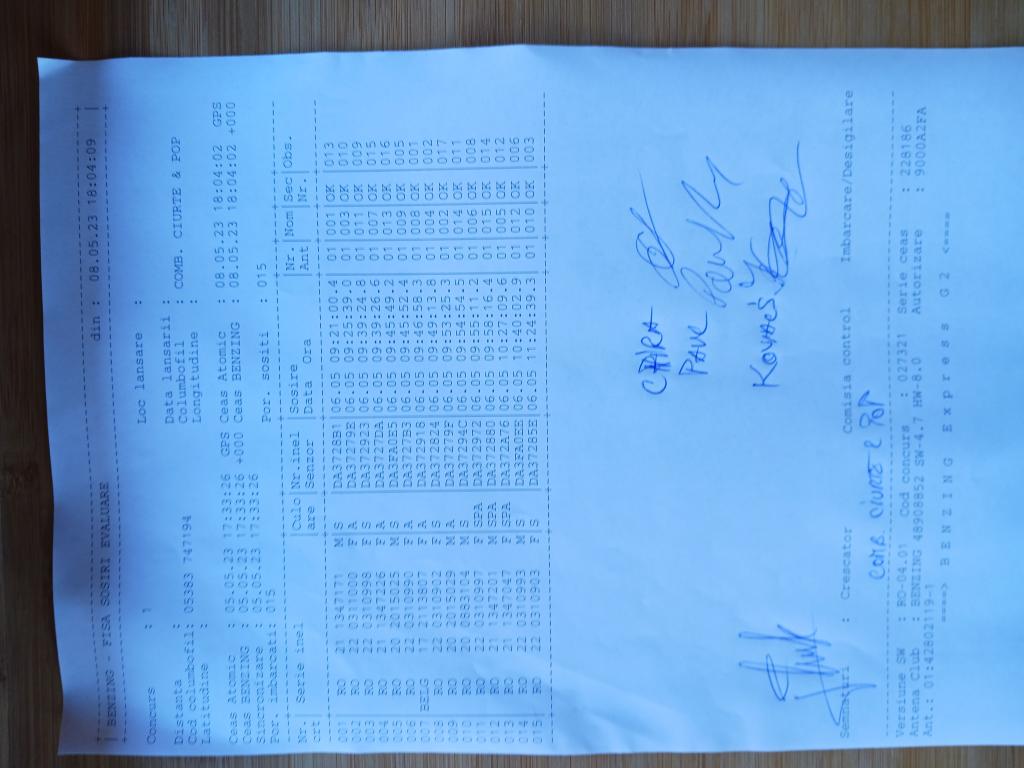 BENZING - FISA SOSIRI EVALUARE din : 08.05.23 18:04:09
Concurs : 1 Loc lansare :
Distanta : Data lansarii :
Cod columbofil: 05383 747194 Columbofil : COMB. CIURTE & POP
Latitudine : Longitudine :
Ceas Atomic : 05.05.23 17:33:26 GPS Ceas Atomic : 08.05.23 18:04:02 GPS
Ceas BENZING : 05.05.23 17:33:26 +000 Ceas BENZING : 08.05.23 18:04:02 +000
Sincronizare : 05.05.23 17:33:26
Por. imbarcati: 015 Por. sositi : 015
Nr. | Serie inel |Culo|Nr.inel|Sosire |Nr |Nom|Sec|Obs.
crt |are |Sensor |Data Ora |Ant| |Nr.|
001| RO 21 1347171 M| S |DA3728B1|06.05 09:21:00.4| 01|001|OK |013
002| RO 22 0311000 F| A |DA37279E|06.05 09:25:39.0| 01|003|OK |010
003| RO 22 0310998 F| S |DA372923|06.05 09:39:24.8| 01|011|OK |009
004| RO 21 1347226 F| A |DA3727DA|06.05 09:39:26.6| 01|007|OK |015
005| RO 20 2015025 M| S |DA3FA0EA|06.05 09:45:49.2| 01|013|OK |016
006| RO 22 0310995 F| A |DA3727B3|06.05 09:45:52.4| 01|009|OK |005
007| BELG 17 2113807 F| A |DA372918|06.05 09:46:58.3| 01|008|OK |001
008| RO 22 0310902 F| S |DA372824|06.05 09:49:13.8| 01|004|OK |002
009| RO 20 2015029 M| A |DA37277F|06.05 09:53:25.3| 01|002|OK |017
010| RO 20 0883104 M| S |DA37294C|06.05 09:54:54.5| 01|014|OK |011
011| RO 22 0310997 F| SPA|DA372972|06.05 09:55:11.2| 01|006|OK |008
012| RO 21 1347201 M| SPA|DA372880|06.05 09:58:16.4| 01|015|OK |014
013| RO 21 1347047 F| SPA|DA372A76|06.05 10:27:09.6| 01|005|OK |012
014| RO 22 0310993 M| S |DA3FA0EE|06.05 10:40:02.9| 01|012|OK |006
015| RO 22 0310903 F| S |DA37285E|06.05 11:24:39.3| 01|010|OK |003
Kovacs
Semnaturi : Crescator Comisia control Imbarcare/Desigilare
COMB. CIURTE & POP
Versiune SW : RO-04.01 Cod concurs : 027321 Serie ceas : 228186
Antena Club : BENZING 48908852 SW-4.7 HW-8.0 Autorizare : 9000A2FA
Ant.: 01:42802119-1
====> B E N Z I N G E x p r e s s G 2 <====